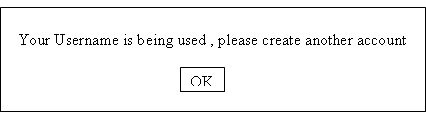 Your Username is being used , please create another account
OK